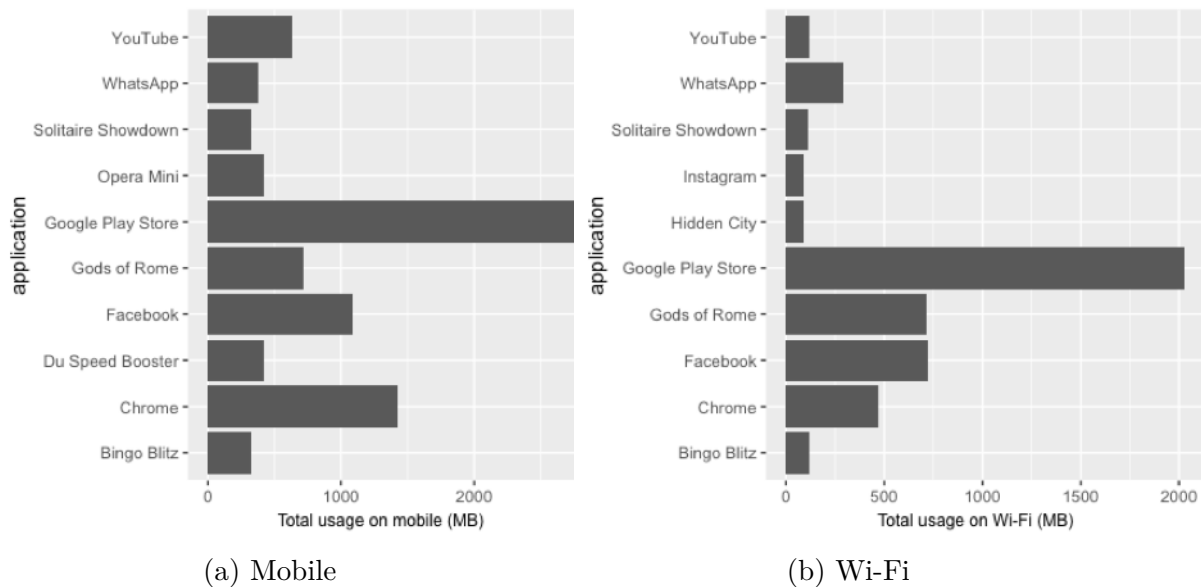 YouTube
WhatsApp
Solitaire Showdown
Opera Mini
Google Play Store
Gods of Rome
Facebook
Du Speed Booster
Chrome
Bingo Blitz
application
0 1000 2000
Total usage on mobile (MB)
(a) Mobile
YouTube
WhatsApp
Solitaire Showdown
Instagram
Hidden City
Google Play Store
Gods of Rome
Facebook
Chrome
Bingo Blitz
application
0 500 1000 1500 2000
Total usage on Wi-Fi (MB)
(b) Wi-Fi